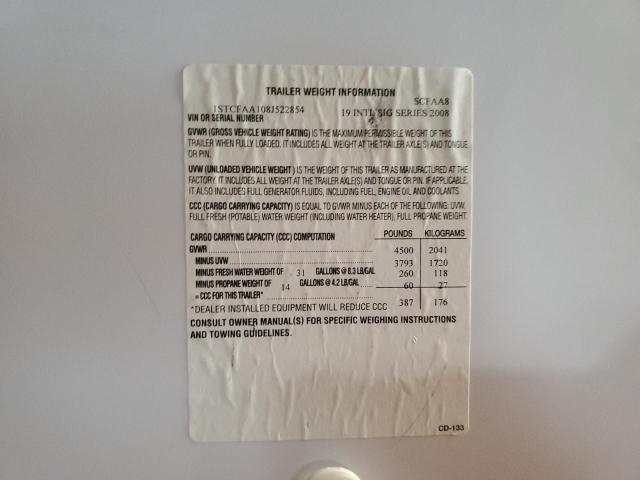 TRAILER WEIGHT INFORMATION
SCFAA8
1STCFAA108J522854 19 INTL SIG SERIES 2008
VIN OR SERIAL NUMBER
GVWR (GROSS VEHICLE WEIGHT RATING) IS THE MAXIMUM PERMISSIBLE WEIGHT OF THIS
TRAILER WHEN FULLY LOADED. IT INCLUDES ALL WEIGHT AT THE TRAILER AXLE(S) AND TONGUE
OR PIN.
UVW (UNLOADED VEHICLE WEIGHT) IS THE WEIGHT OF THIS TRAILER AS MANUFACTURED AT THE
FACTORY. IT INCLUDES ALL WEIGHT AT THE TRAILER AXLE(S) AND TONGUE OR PIN. IF APPLICABLE,
IT ALSO INCLUDES FULL GENERATOR FLUIDS, INCLUDING FUEL, ENGINE OIL AND COOLANTS.
CCC (CARGO CARRYING CAPACITY) IS EQUAL TO GVWR MINUS EACH OF THE FOLLOWING: UVW,
FULL FRESH (POTABLE) WATER WEIGHT (INCLUDING WATER HEATER), FULL PROPANE WEIGHT.
CARGO CARRYING CAPACITY (CCC) COMPUTATION POUNDS KILOGRAMS
GVWR 4500 2041
MINUS UVW 3793 1720
MINUS FRESH WATER WEIGHT OF 31 GALLONS @ 8.3 LB/GAL 260 118
MINUS PROPANE WEIGHT OF 14 GALLONS @ 4.2 LB/GAL 60 27
= CCC FOR THIS TRAILER* 387 176
*DEALER INSTALLED EQUIPMENT WILL REDUCE CCC
CONSULT OWNER MANUAL(S) FOR SPECIFIC WEIGHING INSTRUCTIONS
AND TOWING GUIDELINES.
CD-133